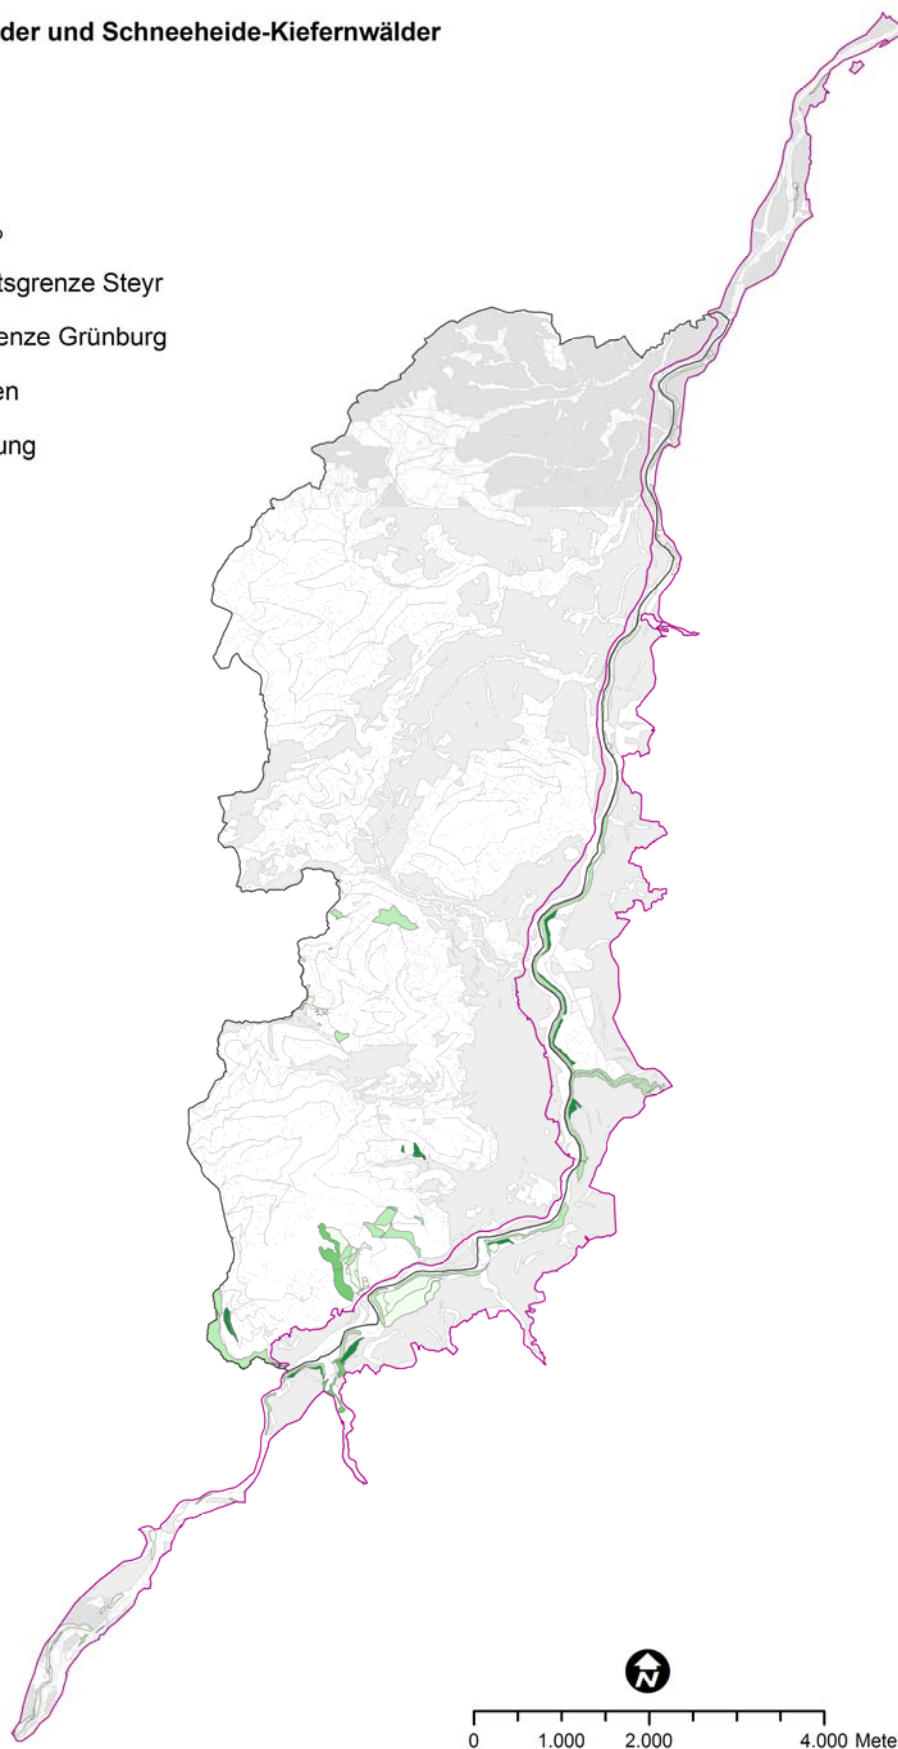 der und Schneeheide-Kiefernwälder
tsgrenze Steyr
enze Grünburg
en
ung
N
0 1.000 2.000 4.000 Mete